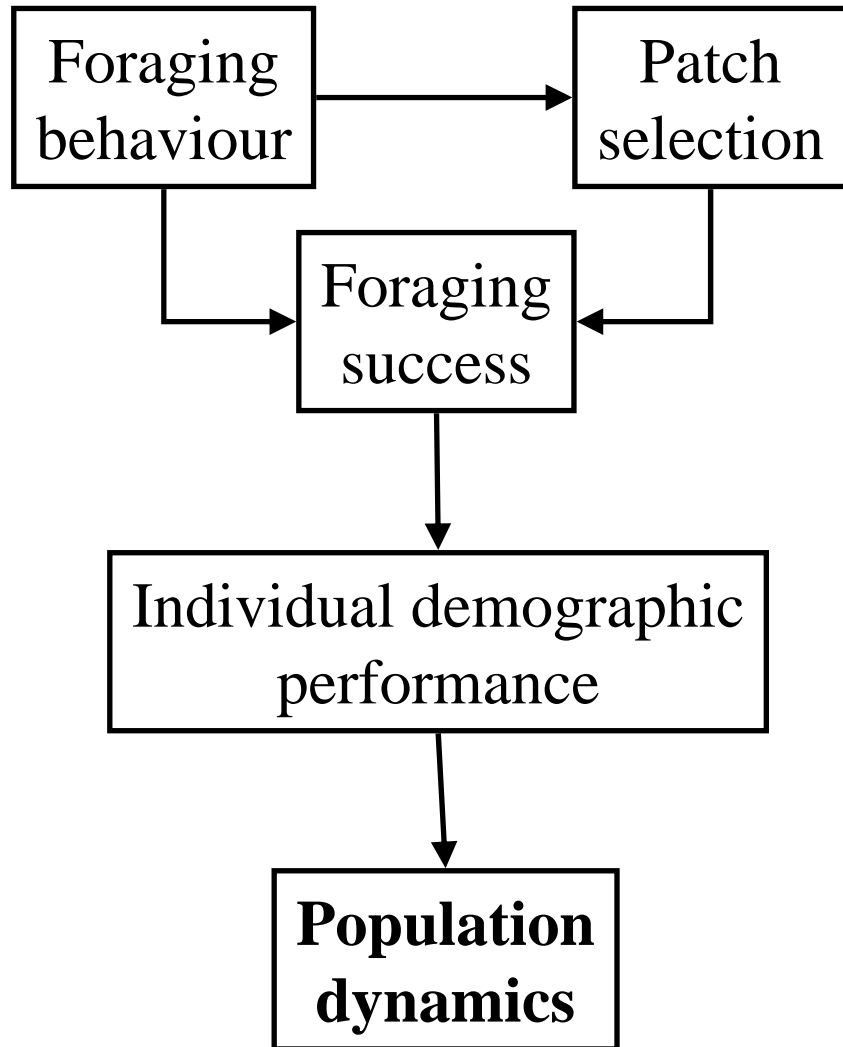 Foraging
behaviour
Patch
selection
Foraging
success
Individual demographic
performance
Population
dynamics